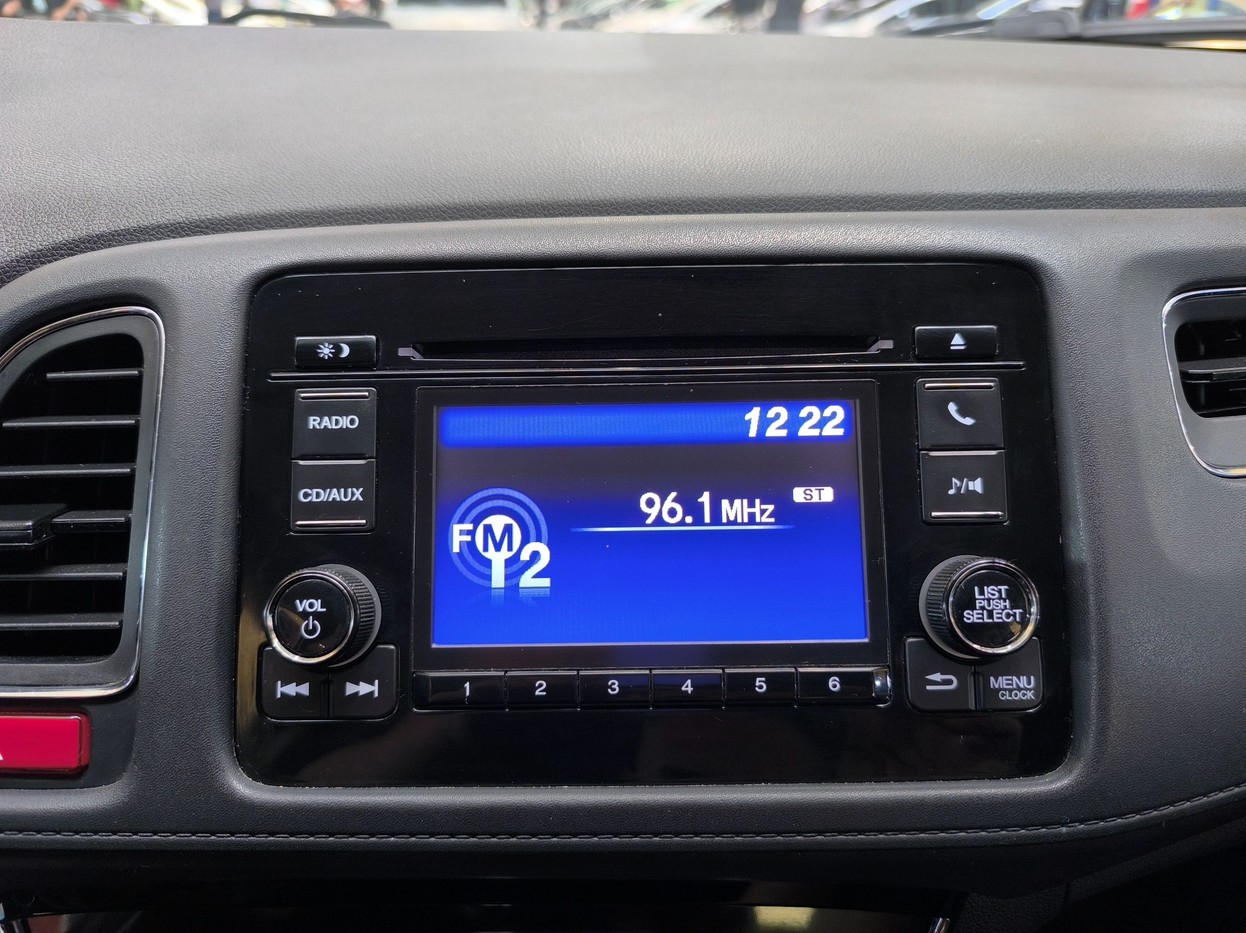 RADIO
CD/AUX
VOL
12 22
96.1 MHz
ST
FM2
1 2 3 4 5 6
LIST
PUSH
SELECT
MENU
CLOCK